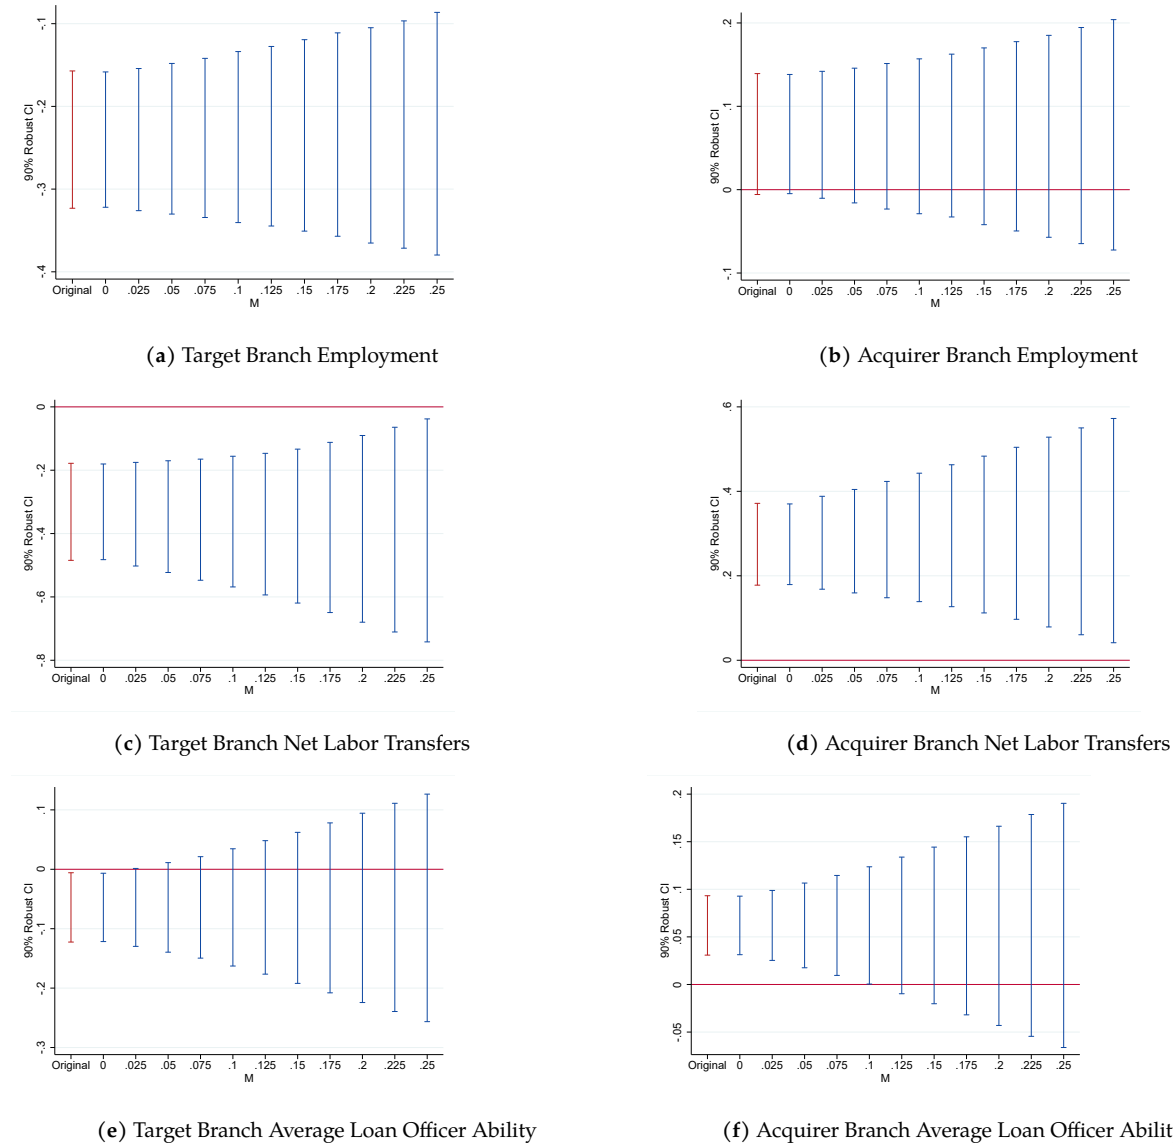 -.1
-.2
-.3
-.4
90% Robust CI
Original 0 .025 .05 .075 .1 .125 .15 .175 .2 .225 .25
M
(a) Target Branch Employment
.2
.1
0
-.1
90% Robust CI
Original 0 .025 .05 .075 .1 .125 .15 .175 .2 .225 .25
M
(b) Acquirer Branch Employment
0
-.2
-.4
-.6
-.8
90% Robust CI
Original 0 .025 .05 .075 .1 .125 .15 .175 .2 .225 .25
M
(c) Target Branch Net Labor Transfers
.6
.4
.2
0
90% Robust CI
Original 0 .025 .05 .075 .1 .125 .15 .175 .2 .225 .25
M
(d) Acquirer Branch Net Labor Transfers
.1
0
-.1
-.2
-.3
90% Robust CI
Original 0 .025 .05 .075 .1 .125 .15 .175 .2 .225 .25
M
(e) Target Branch Average Loan Officer Ability
.2
.15
.1
.05
0
-.05
90% Robust CI
Original 0 .025 .05 .075 .1 .125 .15 .175 .2 .225 .25
M
(f) Acquirer Branch Average Loan Officer Abilit